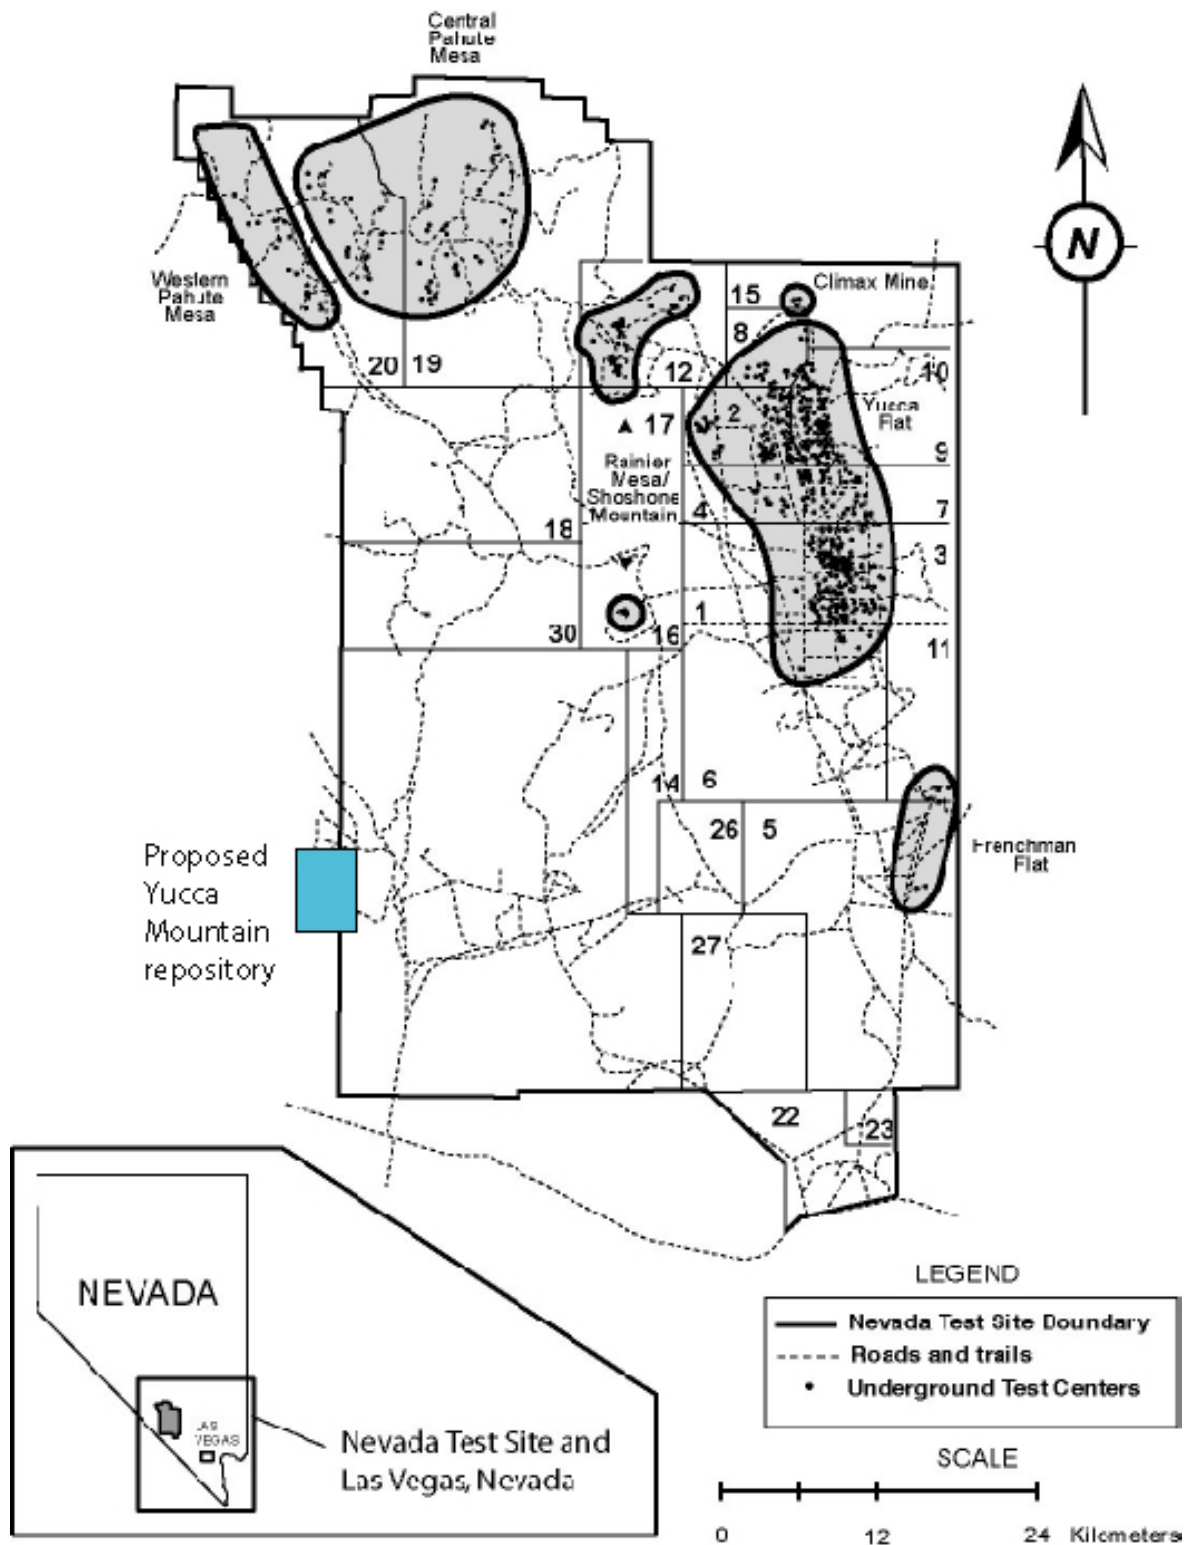 Central
Pahute
Mesa
Western
Pahute
Mesa
Climax Mine
15
8
20
19
12
10
Yucca
Flat
2
17
9
Rainier
Mesa/
Shoshone
Mountain
4
7
18
3
1
30
16
11
14
6
26
5
Frenchman
Flat
Proposed
Yucca
Mountain
repository
27
22
23
N
NEVADA
LAS
VEGAS
Nevada Test Site and
Las Vegas, Nevada
LEGEND
Nevada Test Site Boundary
Roads and trails
Underground Test Centers
SCALE
0 12 24 Kilometers